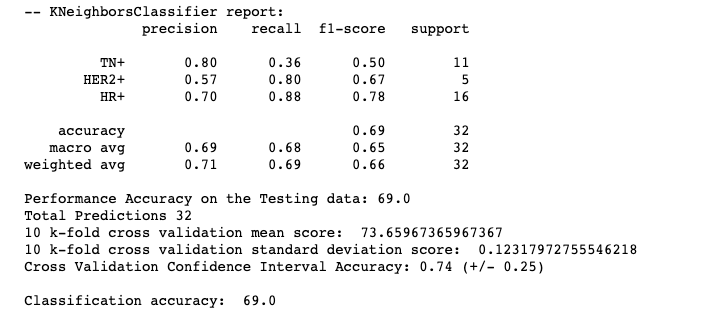 -- KNeighborsClassifier report:
precision recall f1-score support
TN+ 0.80 0.36 0.50 11
HER2+ 0.57 0.80 0.67 5
HR+ 0.70 0.88 0.78 16
accuracy 0.69 32
macro avg 0.69 0.68 0.65 32
weighted avg 0.71 0.69 0.66 32
Performance Accuracy on the Testing data: 69.0
Total Predictions 32
10 k-fold cross validation mean score: 73.65967365967367
10 k-fold cross validation standard deviation score: 0.12317972755546218
Cross Validation Confidence Interval Accuracy: 0.74 (+/- 0.25)
Classification accuracy: 69.0